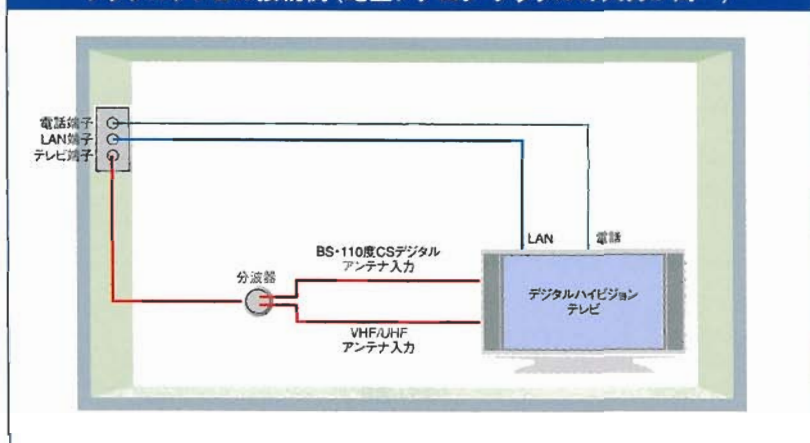 電話端子
LAN端子
テレビ端子
LAN
電話
BS・110度CSデジタル
アンテナ入力
分波器
デジタルハイビジョン
テレビ
VHF/UHF
アンテナ入力